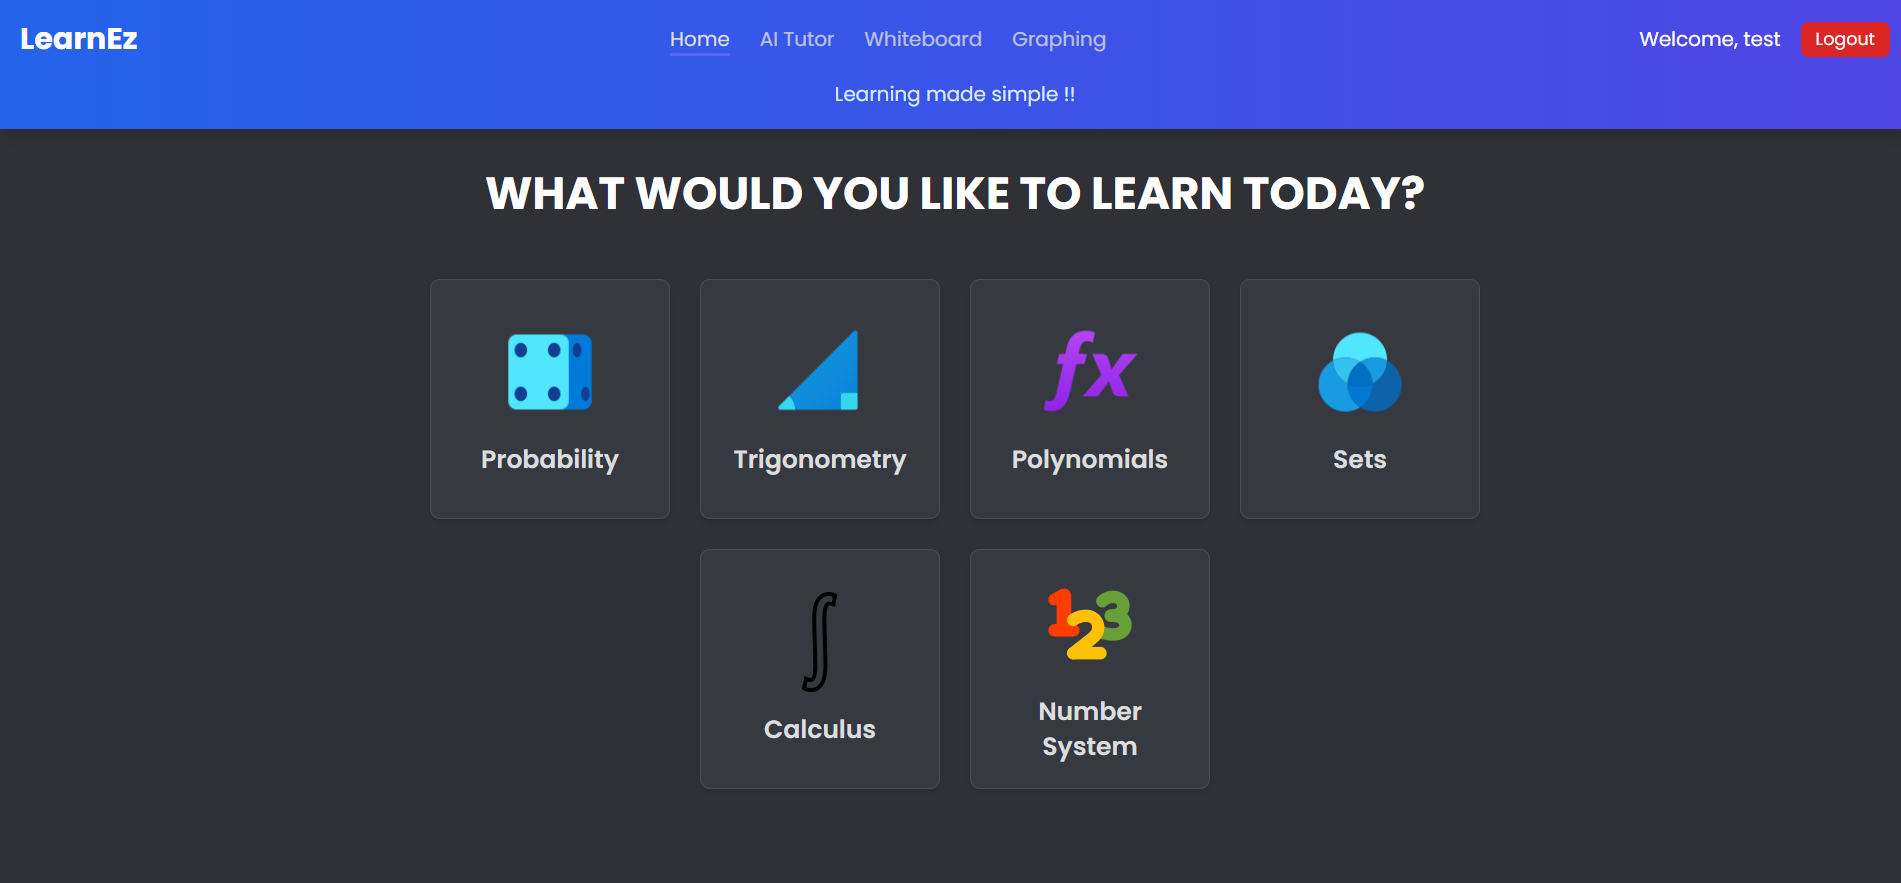 LearnEz
Home AI Tutor Whiteboard Graphing
Welcome, test Logout
Learning made simple !!
WHAT WOULD YOU LIKE TO LEARN TODAY?
fx
Probability Trigonometry Polynomials Sets
∫
123
Calculus
Number
System